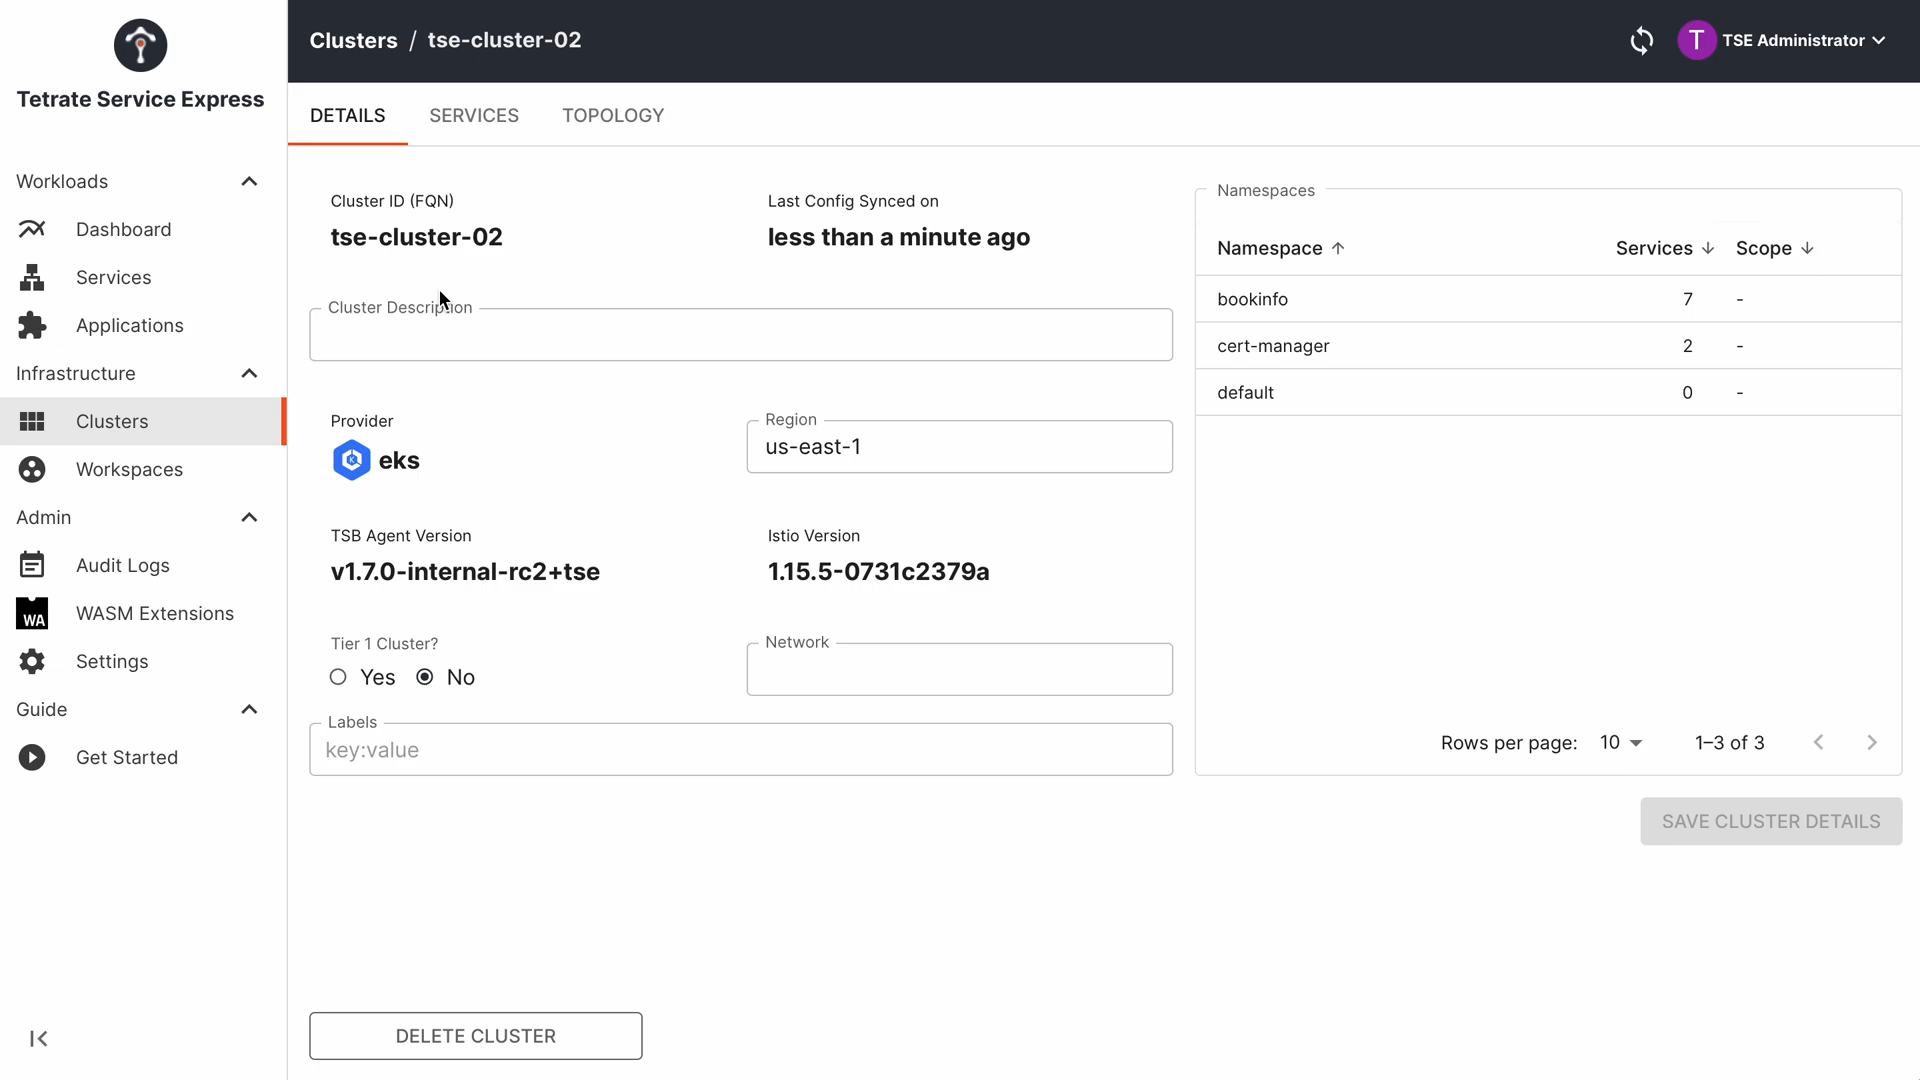 Tetrate Service Express
Workloads
Dashboard
Services
Applications
Infrastructure
Clusters
Workspaces
Admin
Audit Logs
WA
WASM Extensions
Settings
Guide
Get Started
Clusters / tse-cluster-02
T
TSE Administrator
DETAILS
SERVICES
TOPOLOGY
Cluster ID (FQN)
tse-cluster-02
Last Config Synced on
less than a minute ago
Cluster Description
Provider
eks
Region
us-east-1
TSB Agent Version
v1.7.0-internal-rc2+tse
Istio Version
1.15.5-0731c2379a
Tier 1 Cluster?
Yes
No
Network
Labels
key:value
Namespaces
Namespace Services Scope
bookinfo 7 -
cert-manager 2 -
default 0 -
Rows per page: 10 1–3 of 3
SAVE CLUSTER DETAILS
DELETE CLUSTER